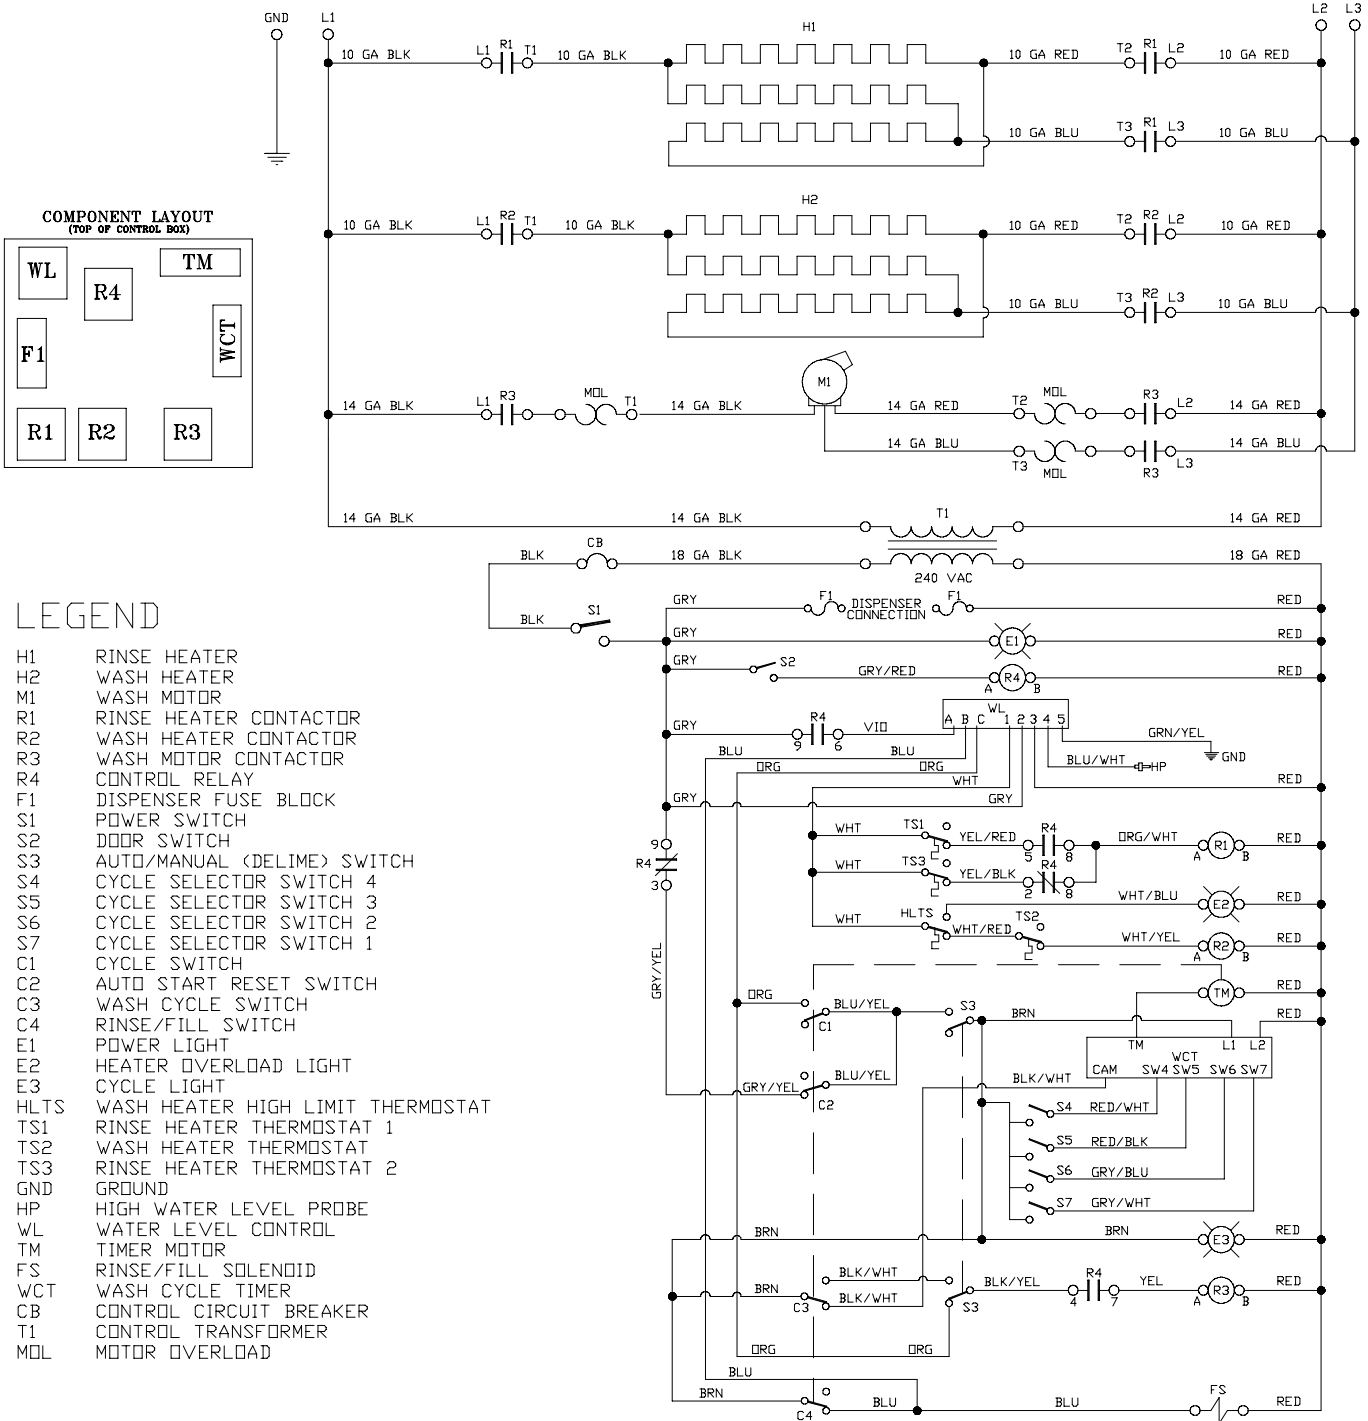 GND L1 L2 L3
H1
10 GA BLK L1 R1 T1 10 GA BLK 10 GA RED T2 R1 L2 10 GA RED
10 GA BLU T3 R1 L3 10 GA BLU
H2
10 GA BLK L1 R2 T1 10 GA BLK 10 GA RED T2 R2 L2 10 GA RED
10 GA BLU T3 R2 L3 10 GA BLU
COMPONENT LAYOUT
(TOP OF CONTROL BOX)
WL TM
R4
F1 WCT
R1 R2 R3
M1
14 GA BLK L1 R3 MOL T1 14 GA BLK 14 GA RED T2 MOL R3 L2 14 GA RED
14 GA BLU T3 MOL R3 L3 14 GA BLU
14 GA BLK 14 GA BLK T1 14 GA RED
BLK CB 18 GA BLK 18 GA RED
240 VAC
GRY F1 DISPENSER F1 RED
CONNECTION
BLK S1
GRY E1 RED
GRY S2 GRY/RED A R4 B RED
WL
A B C 1 2 3 4 5
GRY R4 9 6 VIO GRN/YEL
GND
BLU BLU
ORG ORG BLU/WHT HP
WHT RED
GRY GRY
WHT TS1 YEL/RED R4 5 8 ORG/WHT A R1 B RED
9 R4 3
WHT TS3 YEL/BLK R4 2 8
WHT/BLU E2 RED
WHT HLTS WHT/RED TS2 WHT/YEL A R2 B RED
GRY/YEL
ORG BLU/YEL S3 TM RED
C1 BRN RED
TM L1 L2
WCT
CAM SW4 SW5 SW6 SW7
GRY/YEL BLU/YEL BLK/WHT
C2
S4 RED/WHT
S5 RED/BLK
S6 GRY/BLU
S7 GRY/WHT
BRN BRN E3 RED
BLK/WHT
BRN C3 BLK/WHT S3 BLK/YEL R4 4 7 YEL A R3 B RED
ORG ORG
BLU
BRN C4 BLU BLU FS RED
LEGEND
H1 RINSE HEATER
H2 WASH HEATER
M1 WASH MOTOR
R1 RINSE HEATER CONTACTOR
R2 WASH HEATER CONTACTOR
R3 WASH MOTOR CONTACTOR
R4 CONTROL RELAY
F1 DISPENSER FUSE BLOCK
S1 POWER SWITCH
S2 DOOR SWITCH
S3 AUTO/MANUAL (DELIME) SWITCH
S4 CYCLE SELECTOR SWITCH 4
S5 CYCLE SELECTOR SWITCH 3
S6 CYCLE SELECTOR SWITCH 2
S7 CYCLE SELECTOR SWITCH 1
C1 CYCLE SWITCH
C2 AUTO START RESET SWITCH
C3 WASH CYCLE SWITCH
C4 RINSE/FILL SWITCH
E1 POWER LIGHT
E2 HEATER OVERLOAD LIGHT
E3 CYCLE LIGHT
HLTS WASH HEATER HIGH LIMIT THERMOSTAT
TS1 RINSE HEATER THERMOSTAT 1
TS2 WASH HEATER THERMOSTAT
TS3 RINSE HEATER THERMOSTAT 2
GND GROUND
HP HIGH WATER LEVEL PROBE
WL WATER LEVEL CONTROL
TM TIMER MOTOR
FS RINSE/FILL SOLENOID
WCT WASH CYCLE TIMER
CB CONTROL CIRCUIT BREAKER
T1 CONTROL TRANSFORMER
MOL MOTOR OVERLOAD